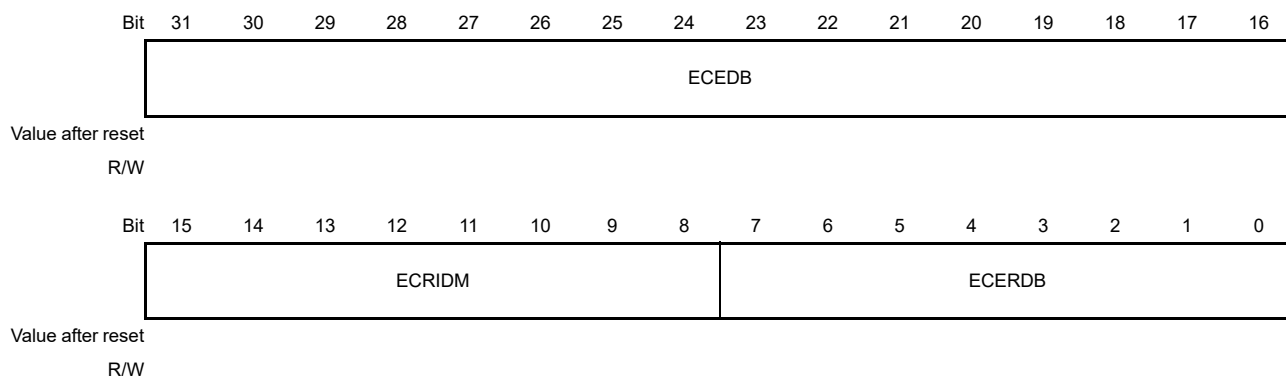 Bit 31 30 29 28 27 26 25 24 23 22 21 20 19 18 17 16
ECEDB
Value after reset
R/W
Bit 15 14 13 12 11 10 9 8 7 6 5 4 3 2 1 0
ECRIDM ECERDB
Value after reset
R/W